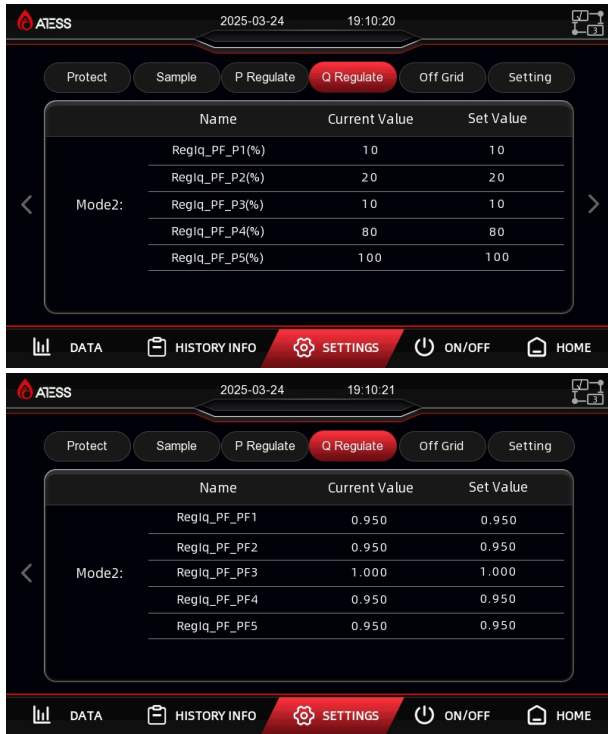 ATESS 2025-03-24 19:10:20
3
Protect Sample P Regulate Q Regulate Off Grid Setting
Name Current Value Set Value
RegIq_PF_P1(%) 10 10
RegIq_PF_P2(%) 20 20
Mode2: RegIq_PF_P3(%) 10 10
RegIq_PF_P4(%) 80 80
RegIq_PF_P5(%) 100 100
DATA HISTORY INFO SETTINGS ON/OFF HOME
ATESS 2025-03-24 19:10:21
3
Protect Sample P Regulate Q Regulate Off Grid Setting
Name Current Value Set Value
RegIq_PF_PF1 0.950 0.950
RegIq_PF_PF2 0.950 0.950
Mode2: RegIq_PF_PF3 1.000 1.000
RegIq_PF_PF4 0.950 0.950
RegIq_PF_PF5 0.950 0.950
DATA HISTORY INFO SETTINGS ON/OFF HOME